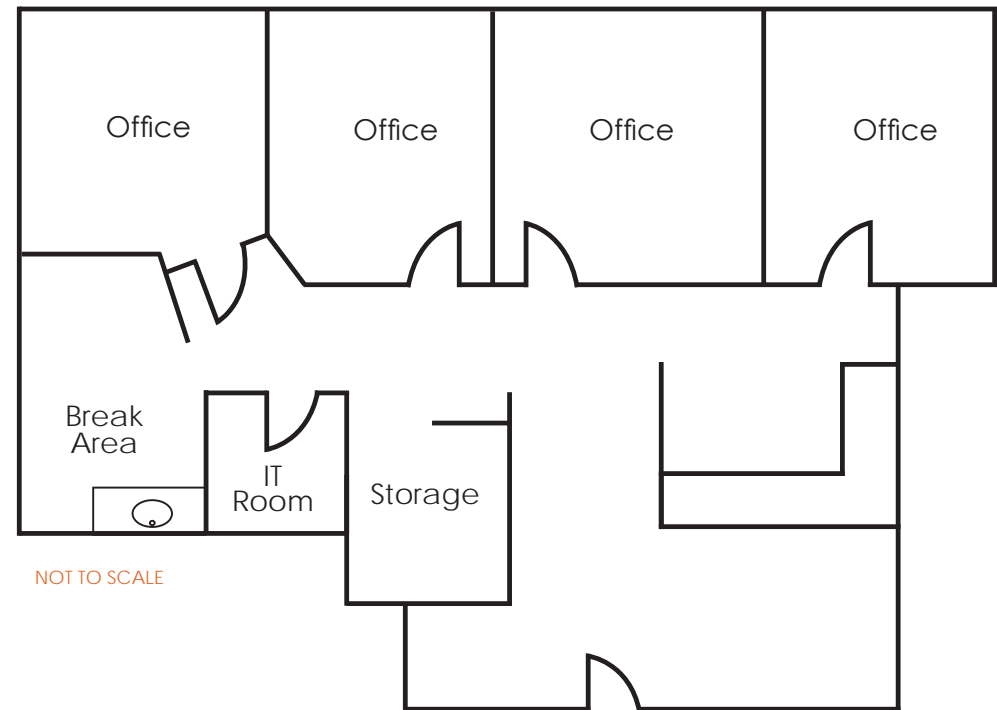 Office
Office
Office
Office
Break
Area
IT
Room
Storage
NOT TO SCALE